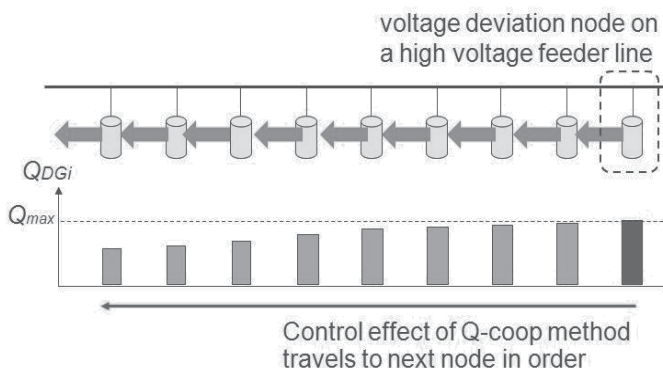 voltage deviation node on
a high voltage feeder line
QDGi
Qmax
Control effect of Q-coop method
travels to next node in order